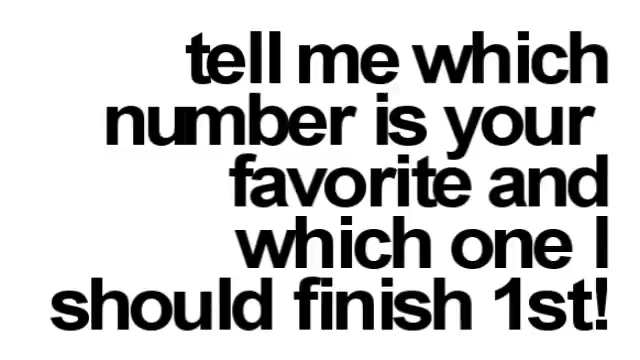 tell me which
number is your
favorite and
which one I
should finish 1st!